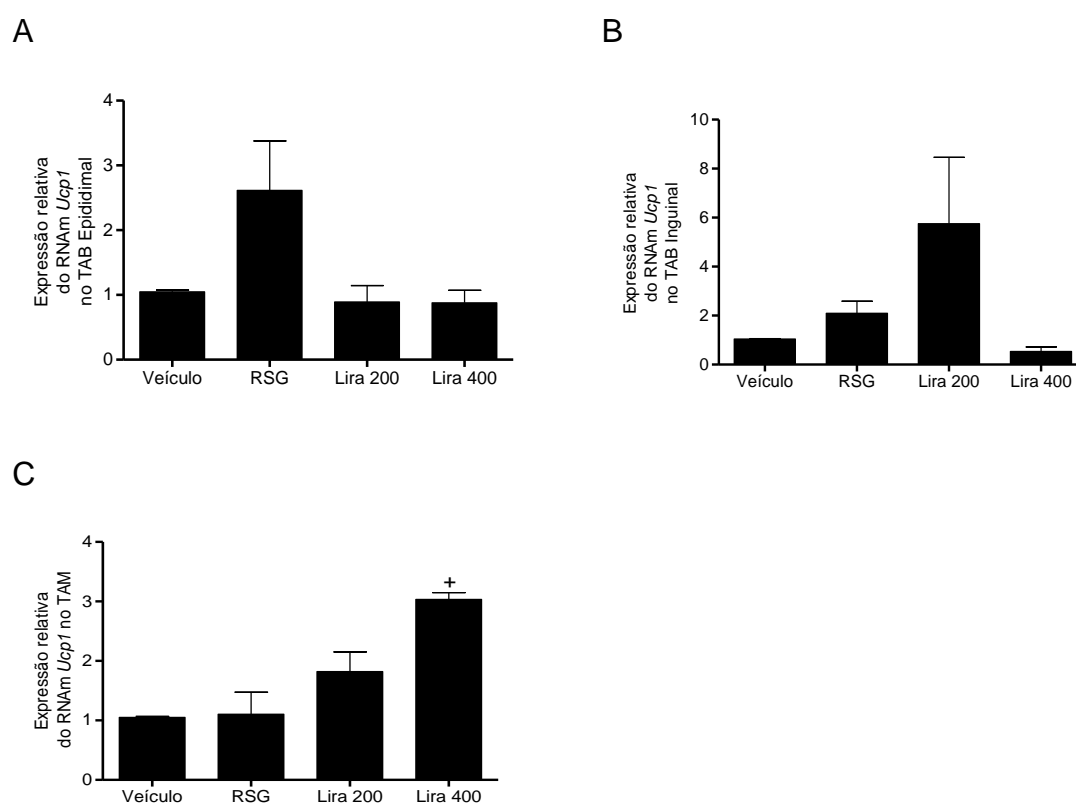 A
Expressão relativa
do RNAm Ucp1
no TAB Epididimal
4
3
2
1
0
Veículo RSG Lira 200 Lira 400
B
Expressão relativa
do RNAm Ucp1
no TAB Inguinal
10
8
6
4
2
0
Veículo RSG Lira 200 Lira 400
C
Expressão relativa
do RNAm Ucp1 no TAM
4
3
2
1
0
+
Veículo RSG Lira 200 Lira 400